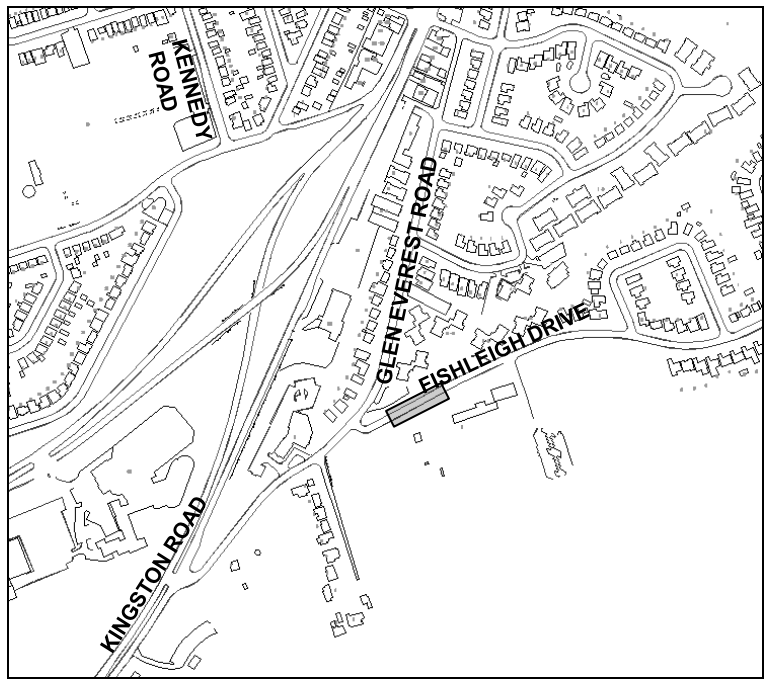 KENNEDY
ROAD
GLEN EVEREST ROAD
FISHLEIGH DRIVE
KINGSTON ROAD